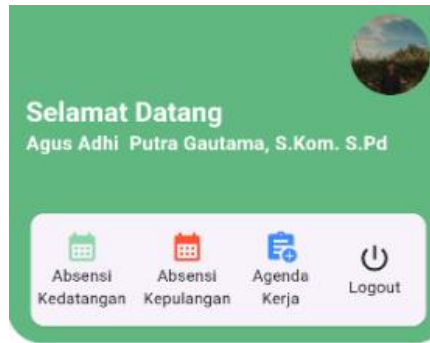 Selamat Datang
Agus Adhi  Putra Gautama, S.Kom. S.Pd
Absensi
Kedatangan
Absensi
Kepulangan
Agenda
Kerja
Logout